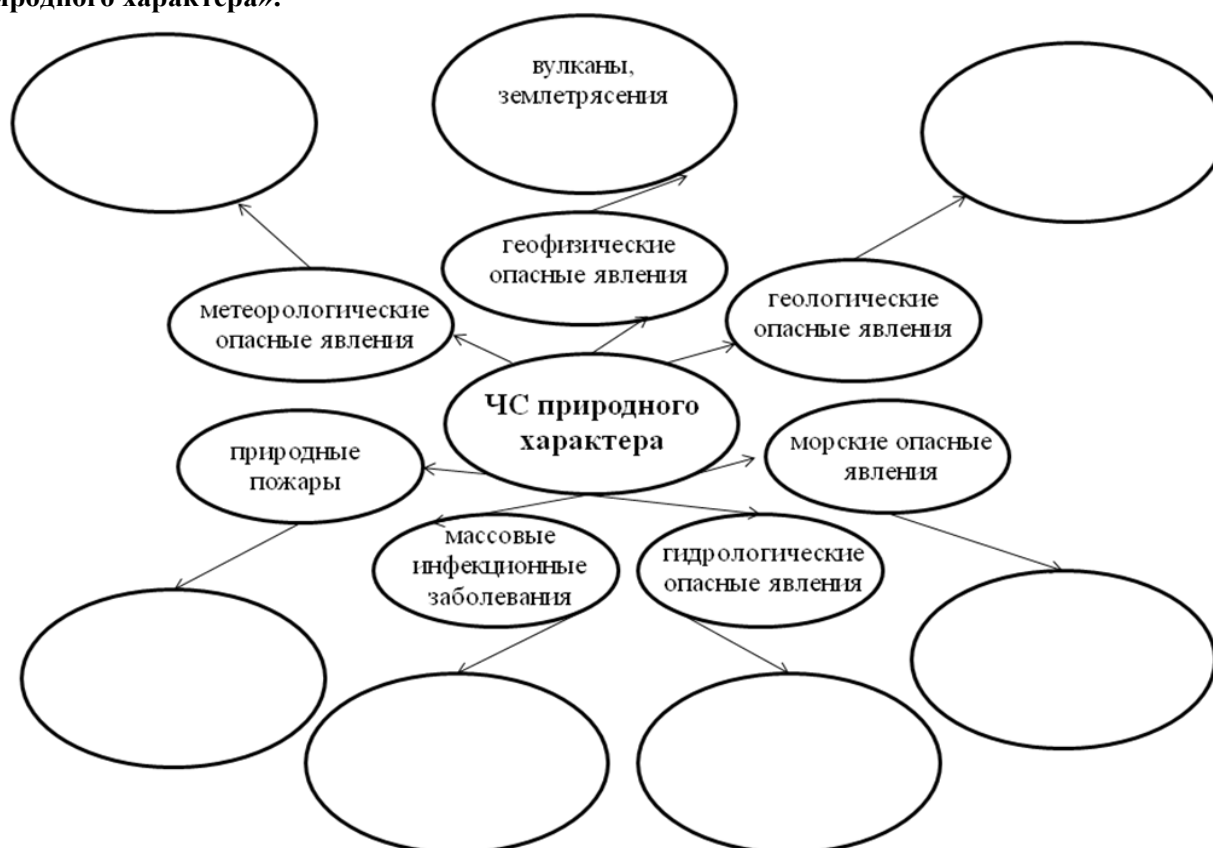 риродного характера».
вулканы,
землетрясения
геофизические
опасные явления
метеорологические
опасные явления
геологические
опасные явления
ЧС природного
характера
природные
пожары
морские опасные
явления
массовые
инфекционные
заболевания
гидрологические
опасные явления